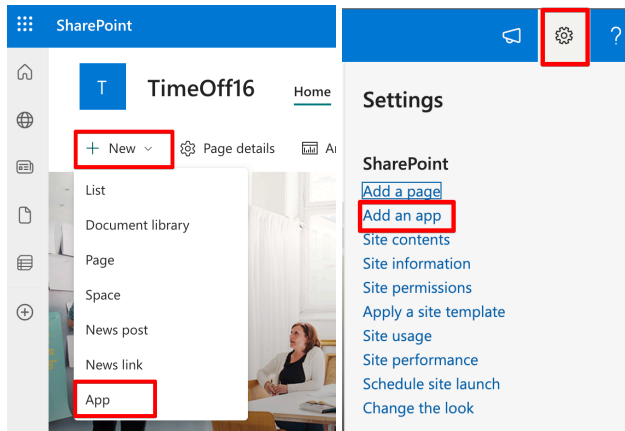 SharePoint
T
TimeOff16
Home
New
Page details
List
Document library
Page
Space
News post
News link
App
?
Settings
SharePoint
Add a page
Add an app
Site contents
Site information
Site permissions
Apply a site template
Site usage
Site performance
Schedule site launch
Change the look